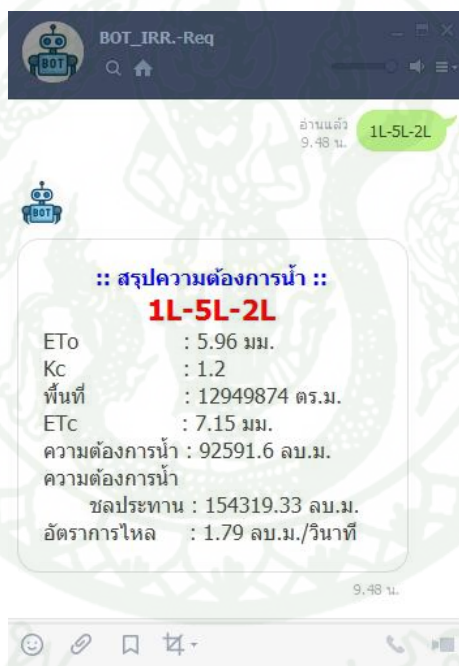 BOT_IRR.-Req
BOT
อ่านแล้ว
9.48 น.
1L-5L-2L
BOT
:: สรุปความต้องการน้ำ ::
1L-5L-2L
ETo : 5.96 มม.
Kc : 1.2
พื้นที่ : 12949874 ตร.ม.
ETc : 7.15 มม.
ความต้องการน้ำ : 92591.6 ลบ.ม.
ความต้องการน้ำ
ชลประทาน : 154319.33 ลบ.ม.
อัตราการไหล : 1.79 ลบ.ม./วินาที
9.48 น.